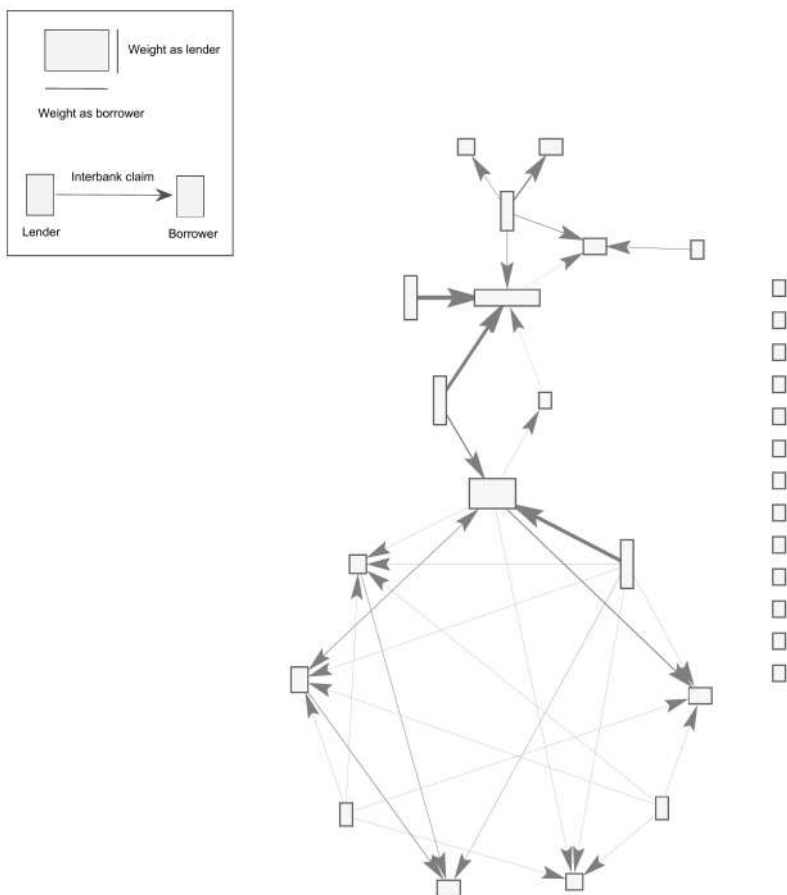 Weight as lender
Weight as borrower
Interbank claim
Lender
Borrower